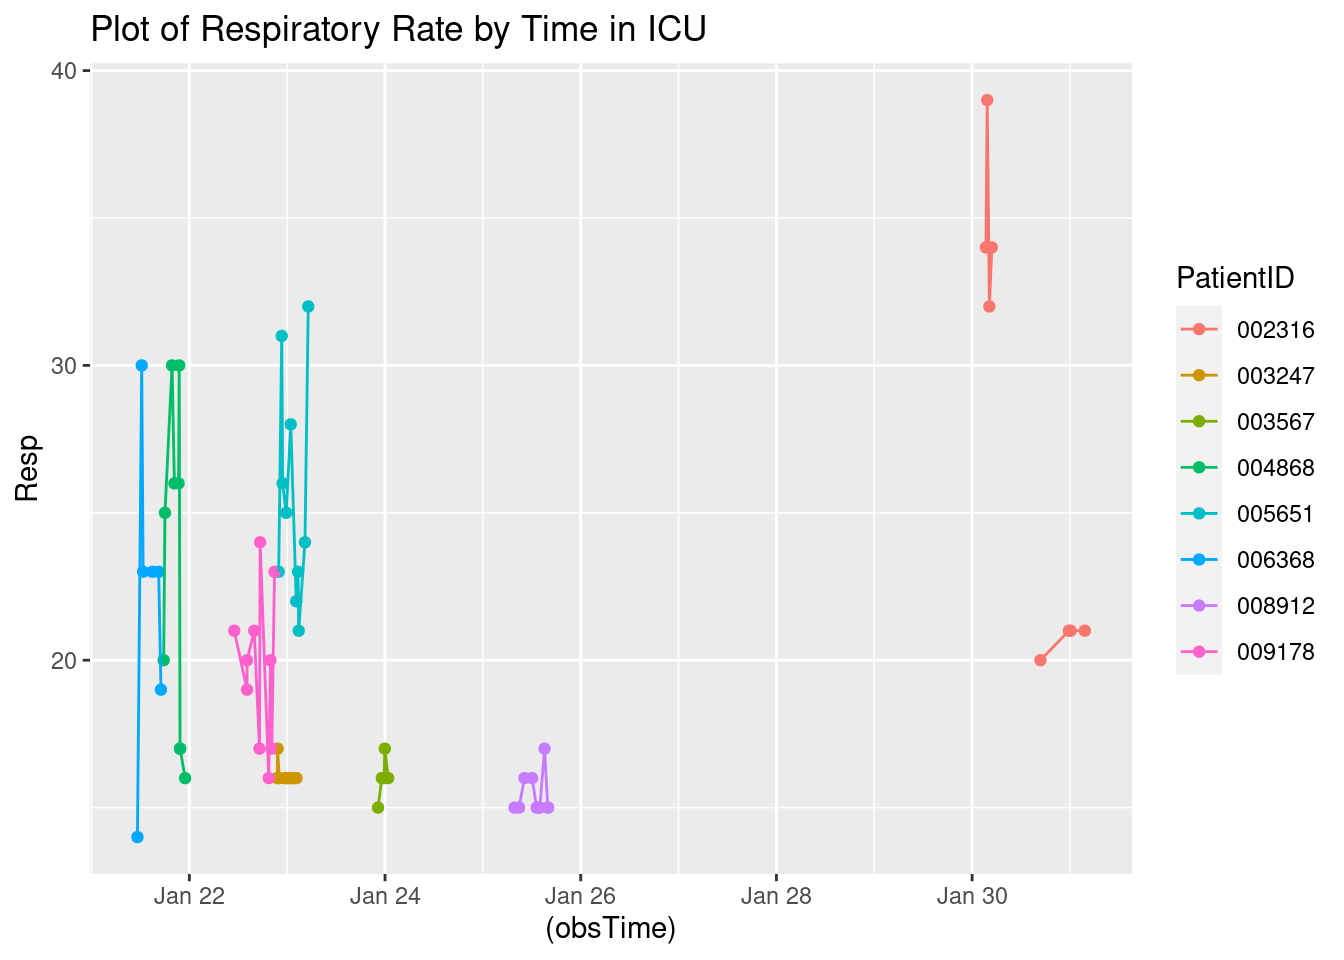 Plot of Respiratory Rate by Time in ICU
40
30
20
Resp
Jan 22
Jan 24
Jan 26
Jan 28
Jan 30
(obsTime)
PatientID
002316
003247
003567
004868
005651
006368
008912
009178